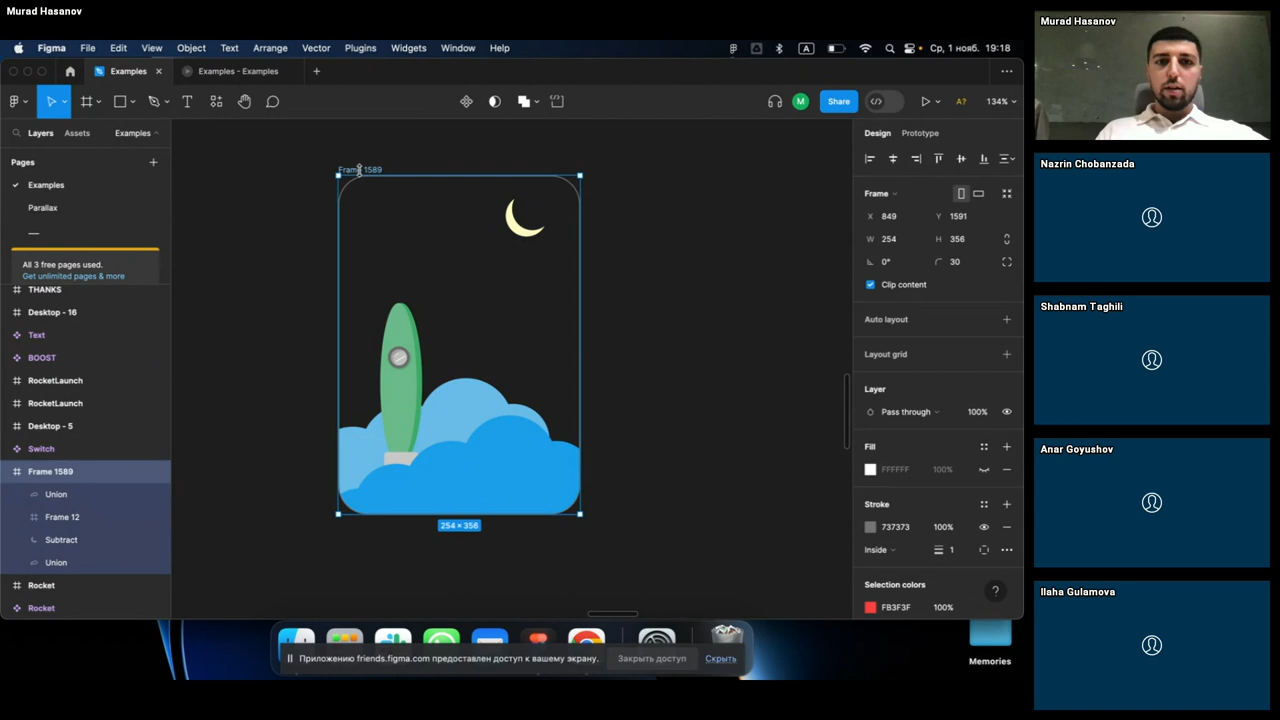 Murad Hasanov
Figma File Edit View Object Text Arrange Vector Plugins Widgets Window Help
A
Ср, 1 нояб. 19:18
Examples
Examples - Examples
M
Share
A?
134%
Layers Assets Examples
Pages
Examples
Parallax
All 3 free pages used.
Get unlimited pages & more
THANKS
Desktop - 16
Text
BOOST
RocketLaunch
RocketLaunch
Desktop - 5
Switch
Frame 1589
Union
Frame 12
Subtract
Union
Rocket
Rocket
Frame 1589
254 × 356
Design Prototype
Frame
X 849 Y 1591
W 254 H 356
0° 30
Clip content
Auto layout
Layout grid
Layer
Pass through 100%
Fill
FFFFFF 100%
Stroke
737373 100%
Inside 1
Selection colors
FB3F3F 100%
?
Приложению friends.figma.com предоставлен доступ к вашему экрану. Закрыть доступ Скрыть
Memories
Murad Hasanov
Nazrin Chobanzada
Shabnam Taghili
Anar Goyushov
Ilaha Gulamova